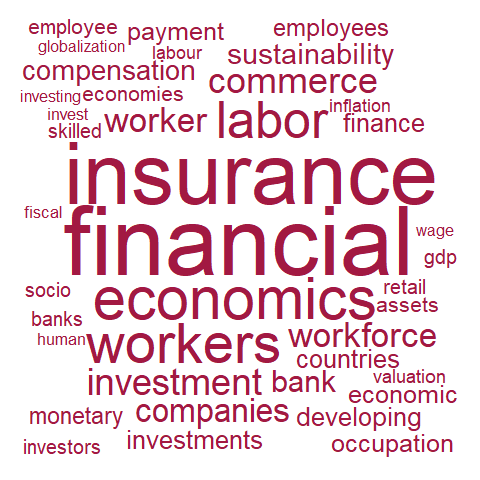 employee payment employees
globalization labour sustainability
compensation commerce
investing economies inflation
invest worker labor finance
skilled
insurance
fiscal financial wage
gdp
socio economics retail
banks assets
human workers workforce
countries
investment bank valuation
economic
monetary companies developing
investors investments occupation